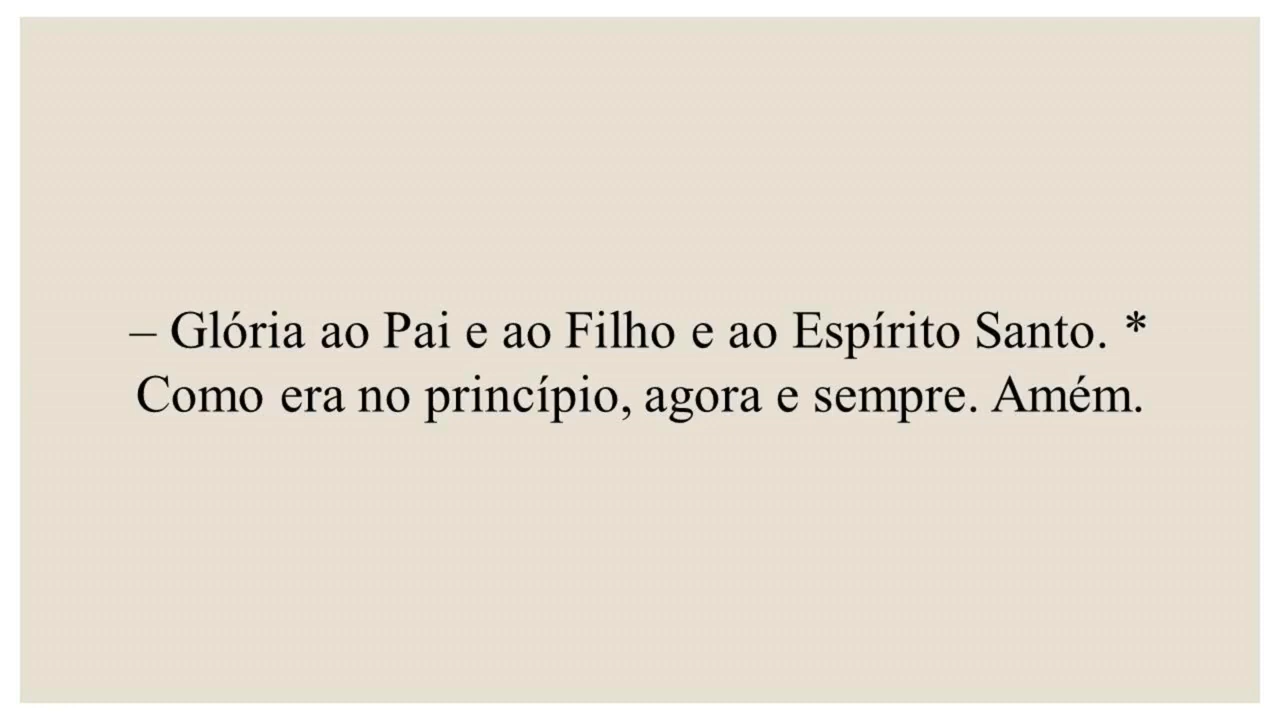 – Glória ao Pai e ao Filho e ao Espírito Santo. *
Como era no princípio, agora e sempre. Amém.